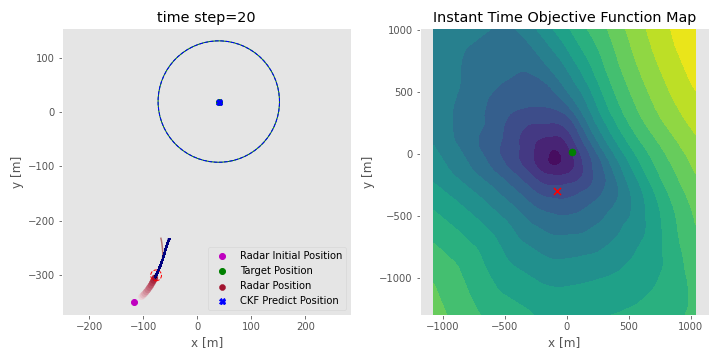 time step=20
y [m]
100
0
−100
−200
−300
−200
−100
0
100
200
x [m]
Radar Initial Position
Target Position
Radar Position
CKF Predict Position
Instant Time Objective Function Map
y [m]
1000
500
0
−500
−1000
−1000
−500
0
500
1000
x [m]